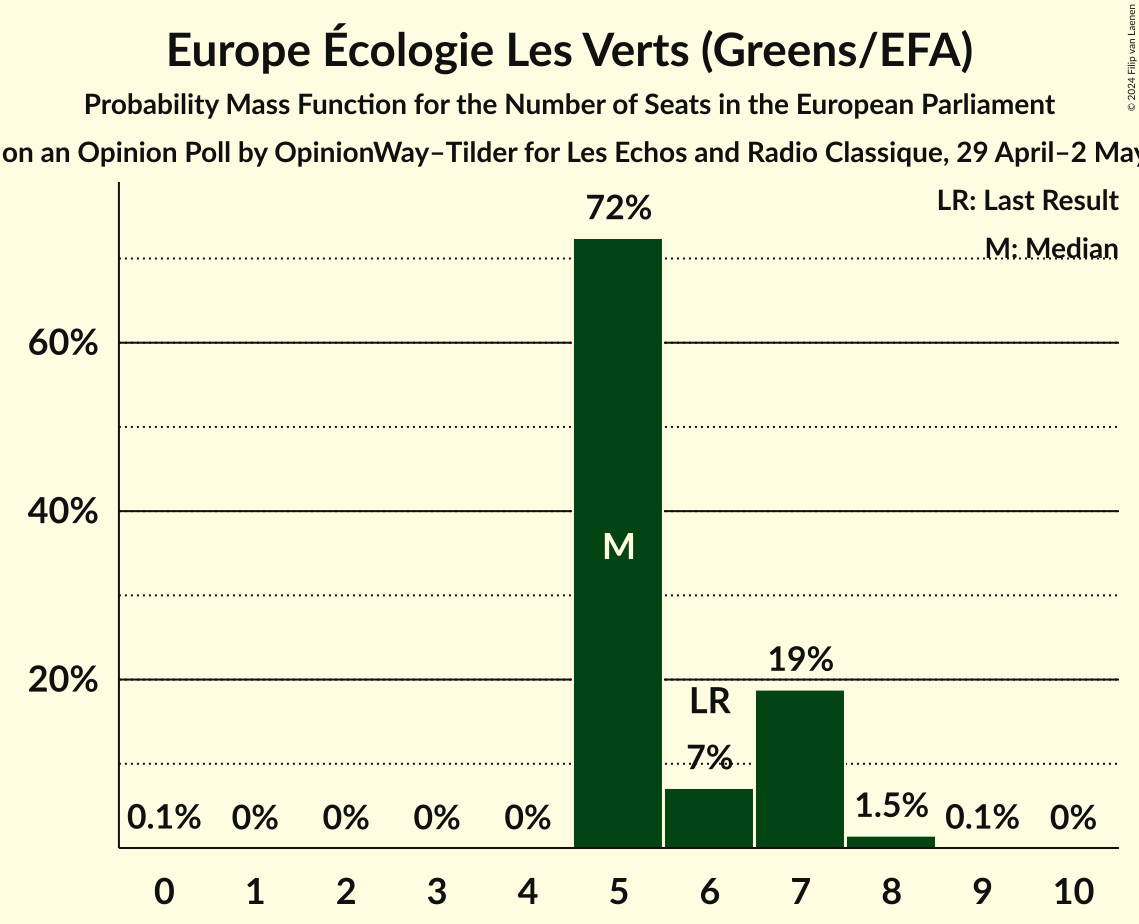 Europe Écologie Les Verts (Greens/EFA)
Probability Mass Function for the Number of Seats in the European Parliament
on an Opinion Poll by OpinionWay–Tilder for Les Echos and Radio Classique, 29 April–2 May
© 2024 Filip van Laenen
LR: Last Result
M: Median
72%
60%
40%
M
19%
20%
LR
7%
0.1% 0% 0% 0% 0% 1.5% 0.1% 0%
0 1 2 3 4 5 6 7 8 9 10